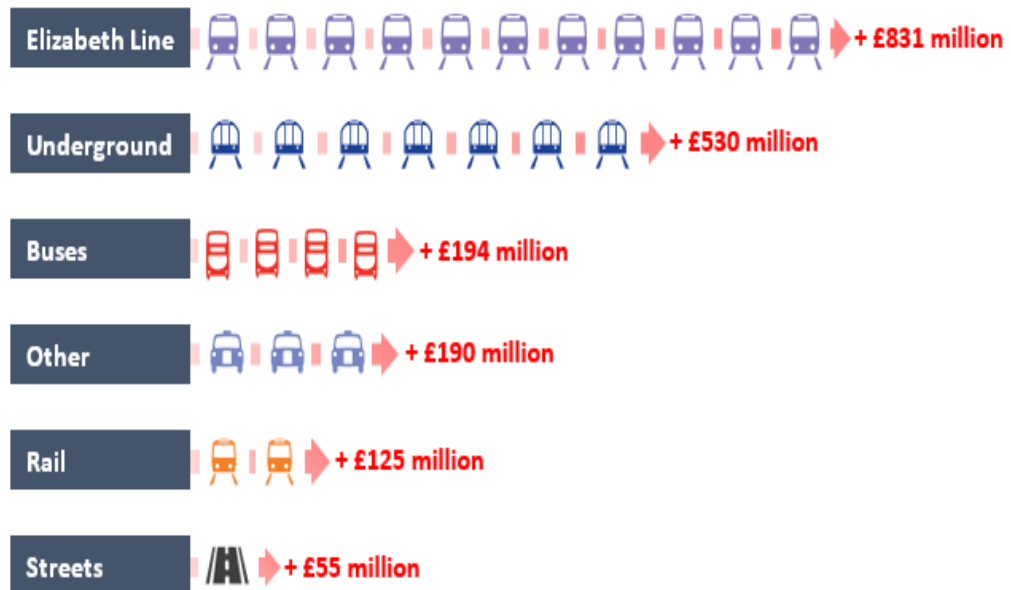 Elizabeth Line + £831 million
Underground + £530 million
Buses + £194 million
Other + £190 million
Rail + £125 million
Streets + £55 million